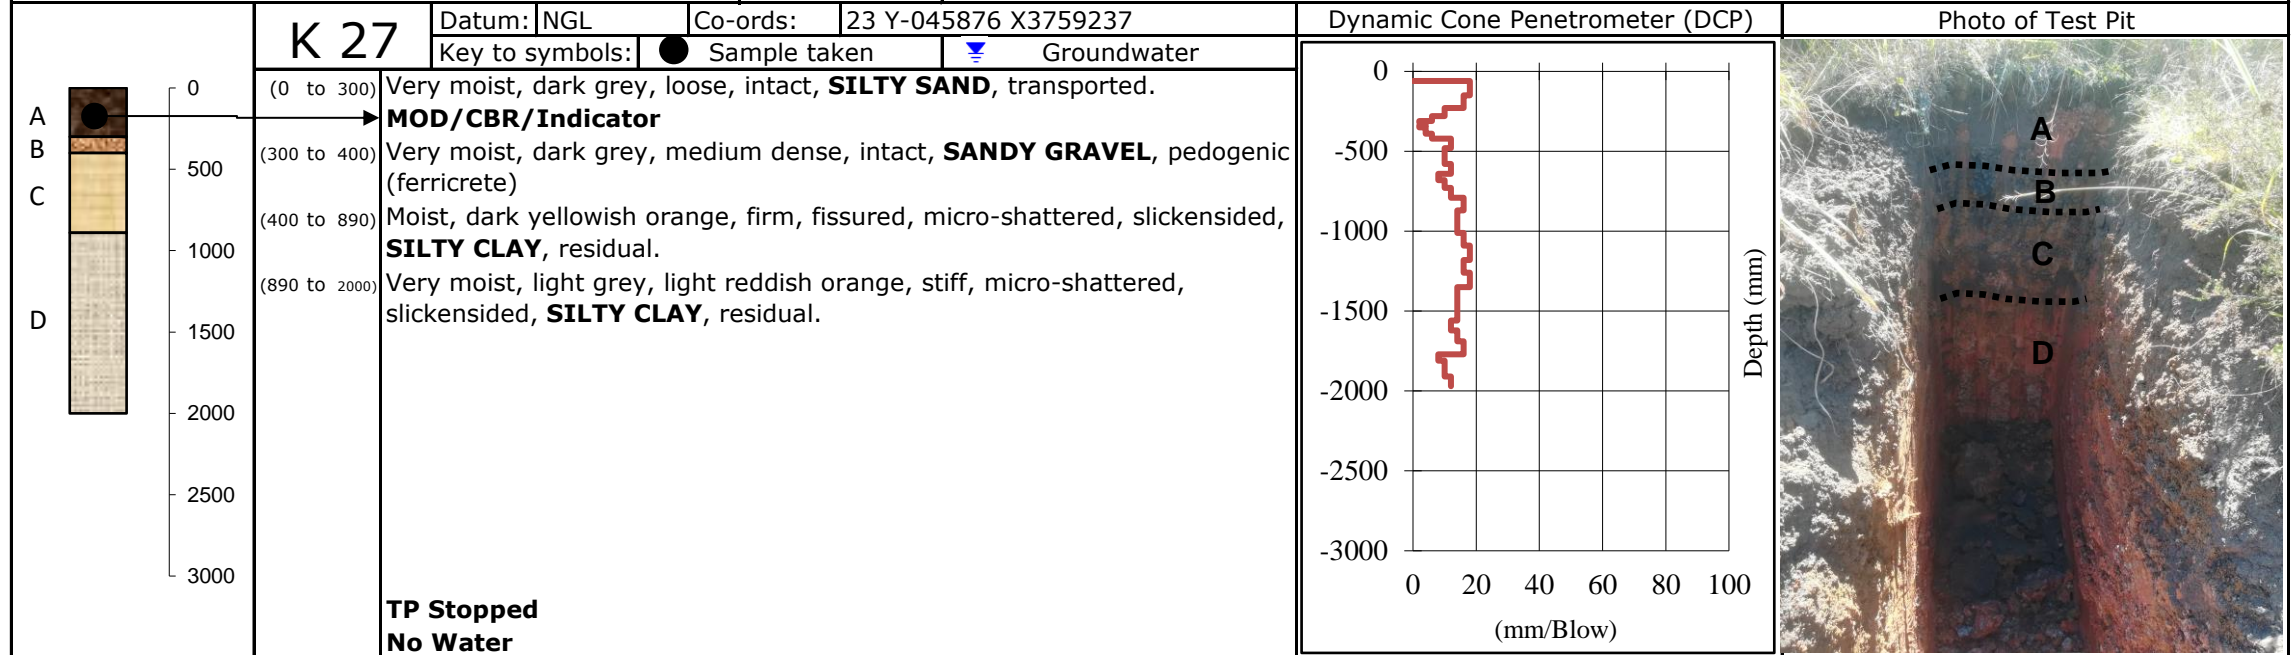 K 27
Datum: NGL Co-ords: 23 Y-045876 X3759237
Key to symbols: Sample taken Groundwater
Dynamic Cone Penetrometer (DCP)
Photo of Test Pit
A
B
C
D
0
500
1000
1500
2000
2500
3000
(0 to 300) Very moist, dark grey, loose, intact, SILTY SAND, transported.
MOD/CBR/Indicator
(300 to 400) Very moist, dark grey, medium dense, intact, SANDY GRAVEL, pedogenic
(ferricrete)
(400 to 890) Moist, dark yellowish orange, firm, fissured, micro-shattered, slickensided,
SILTY CLAY, residual.
(890 to 2000) Very moist, light grey, light reddish orange, stiff, micro-shattered,
slickensided, SILTY CLAY, residual.
TP Stopped
No Water
0
-500
-1000
-1500
-2000
-2500
-3000
0 20 40 60 80 100
(mm/Blow)
Depth (mm)
A
B
C
D